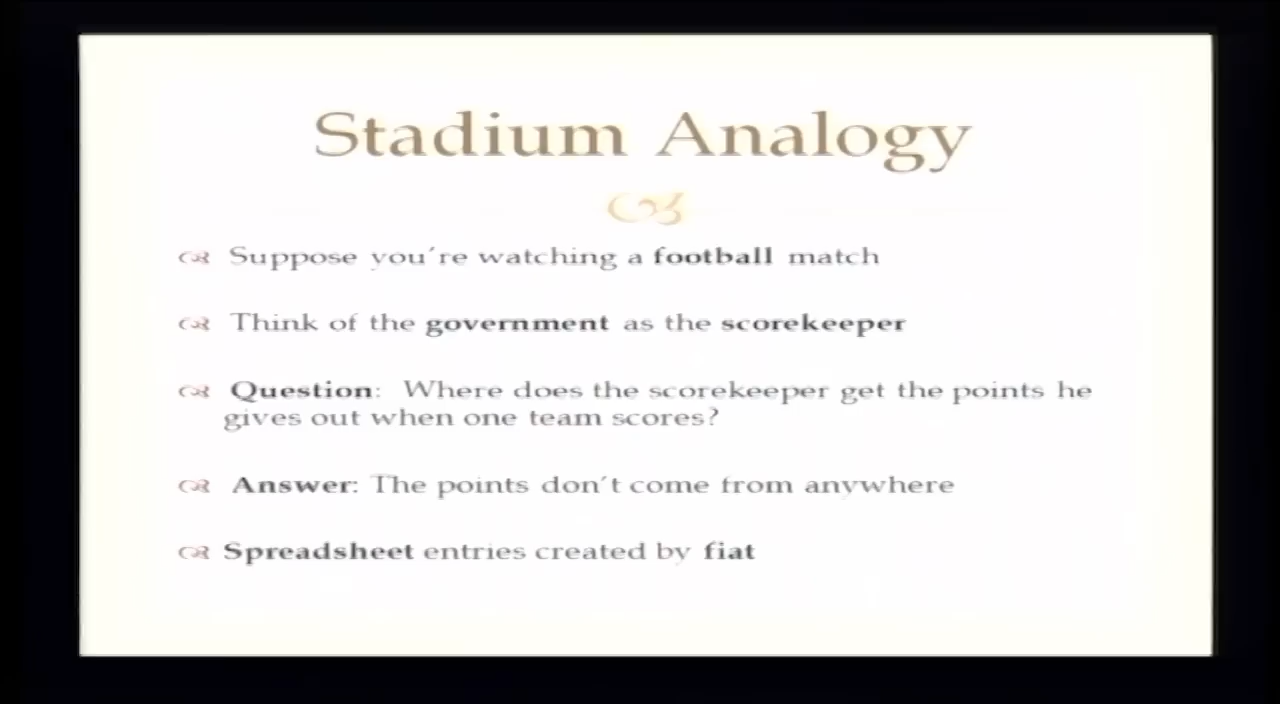 Stadium Analogy
Suppose you're watching a football match
Think of the government as the scorekeeper
Question: Where does the scorekeeper get the points he
gives out when one team scores?
Answer: The points don't come from anywhere
Spreadsheet entries created by fiat